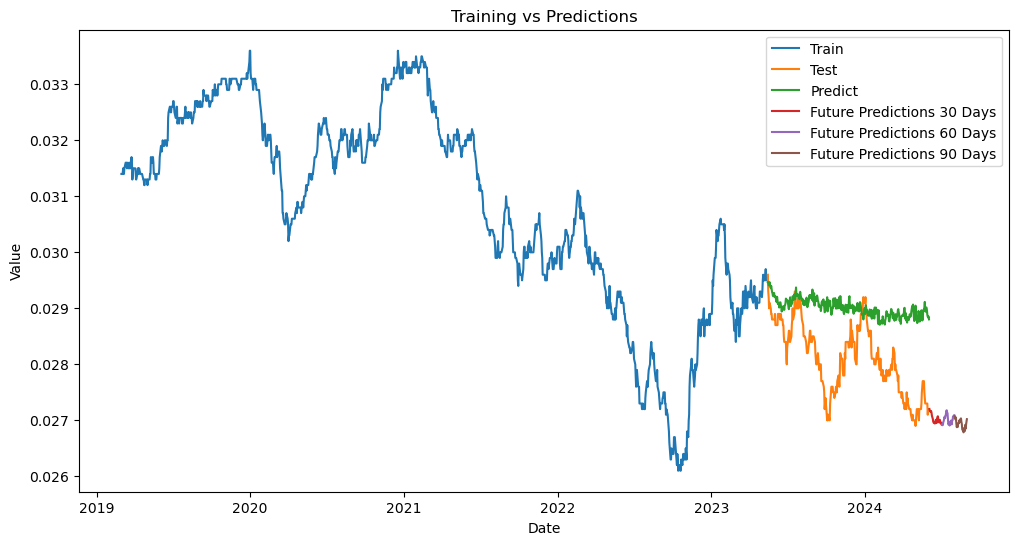 Training vs Predictions
Train
Test
Predict
Future Predictions 30 Days
Future Predictions 60 Days
Future Predictions 90 Days
Value
0.033
0.032
0.031
0.030
0.029
0.028
0.027
0.026
2019 2020 2021 2022 2023 2024
Date